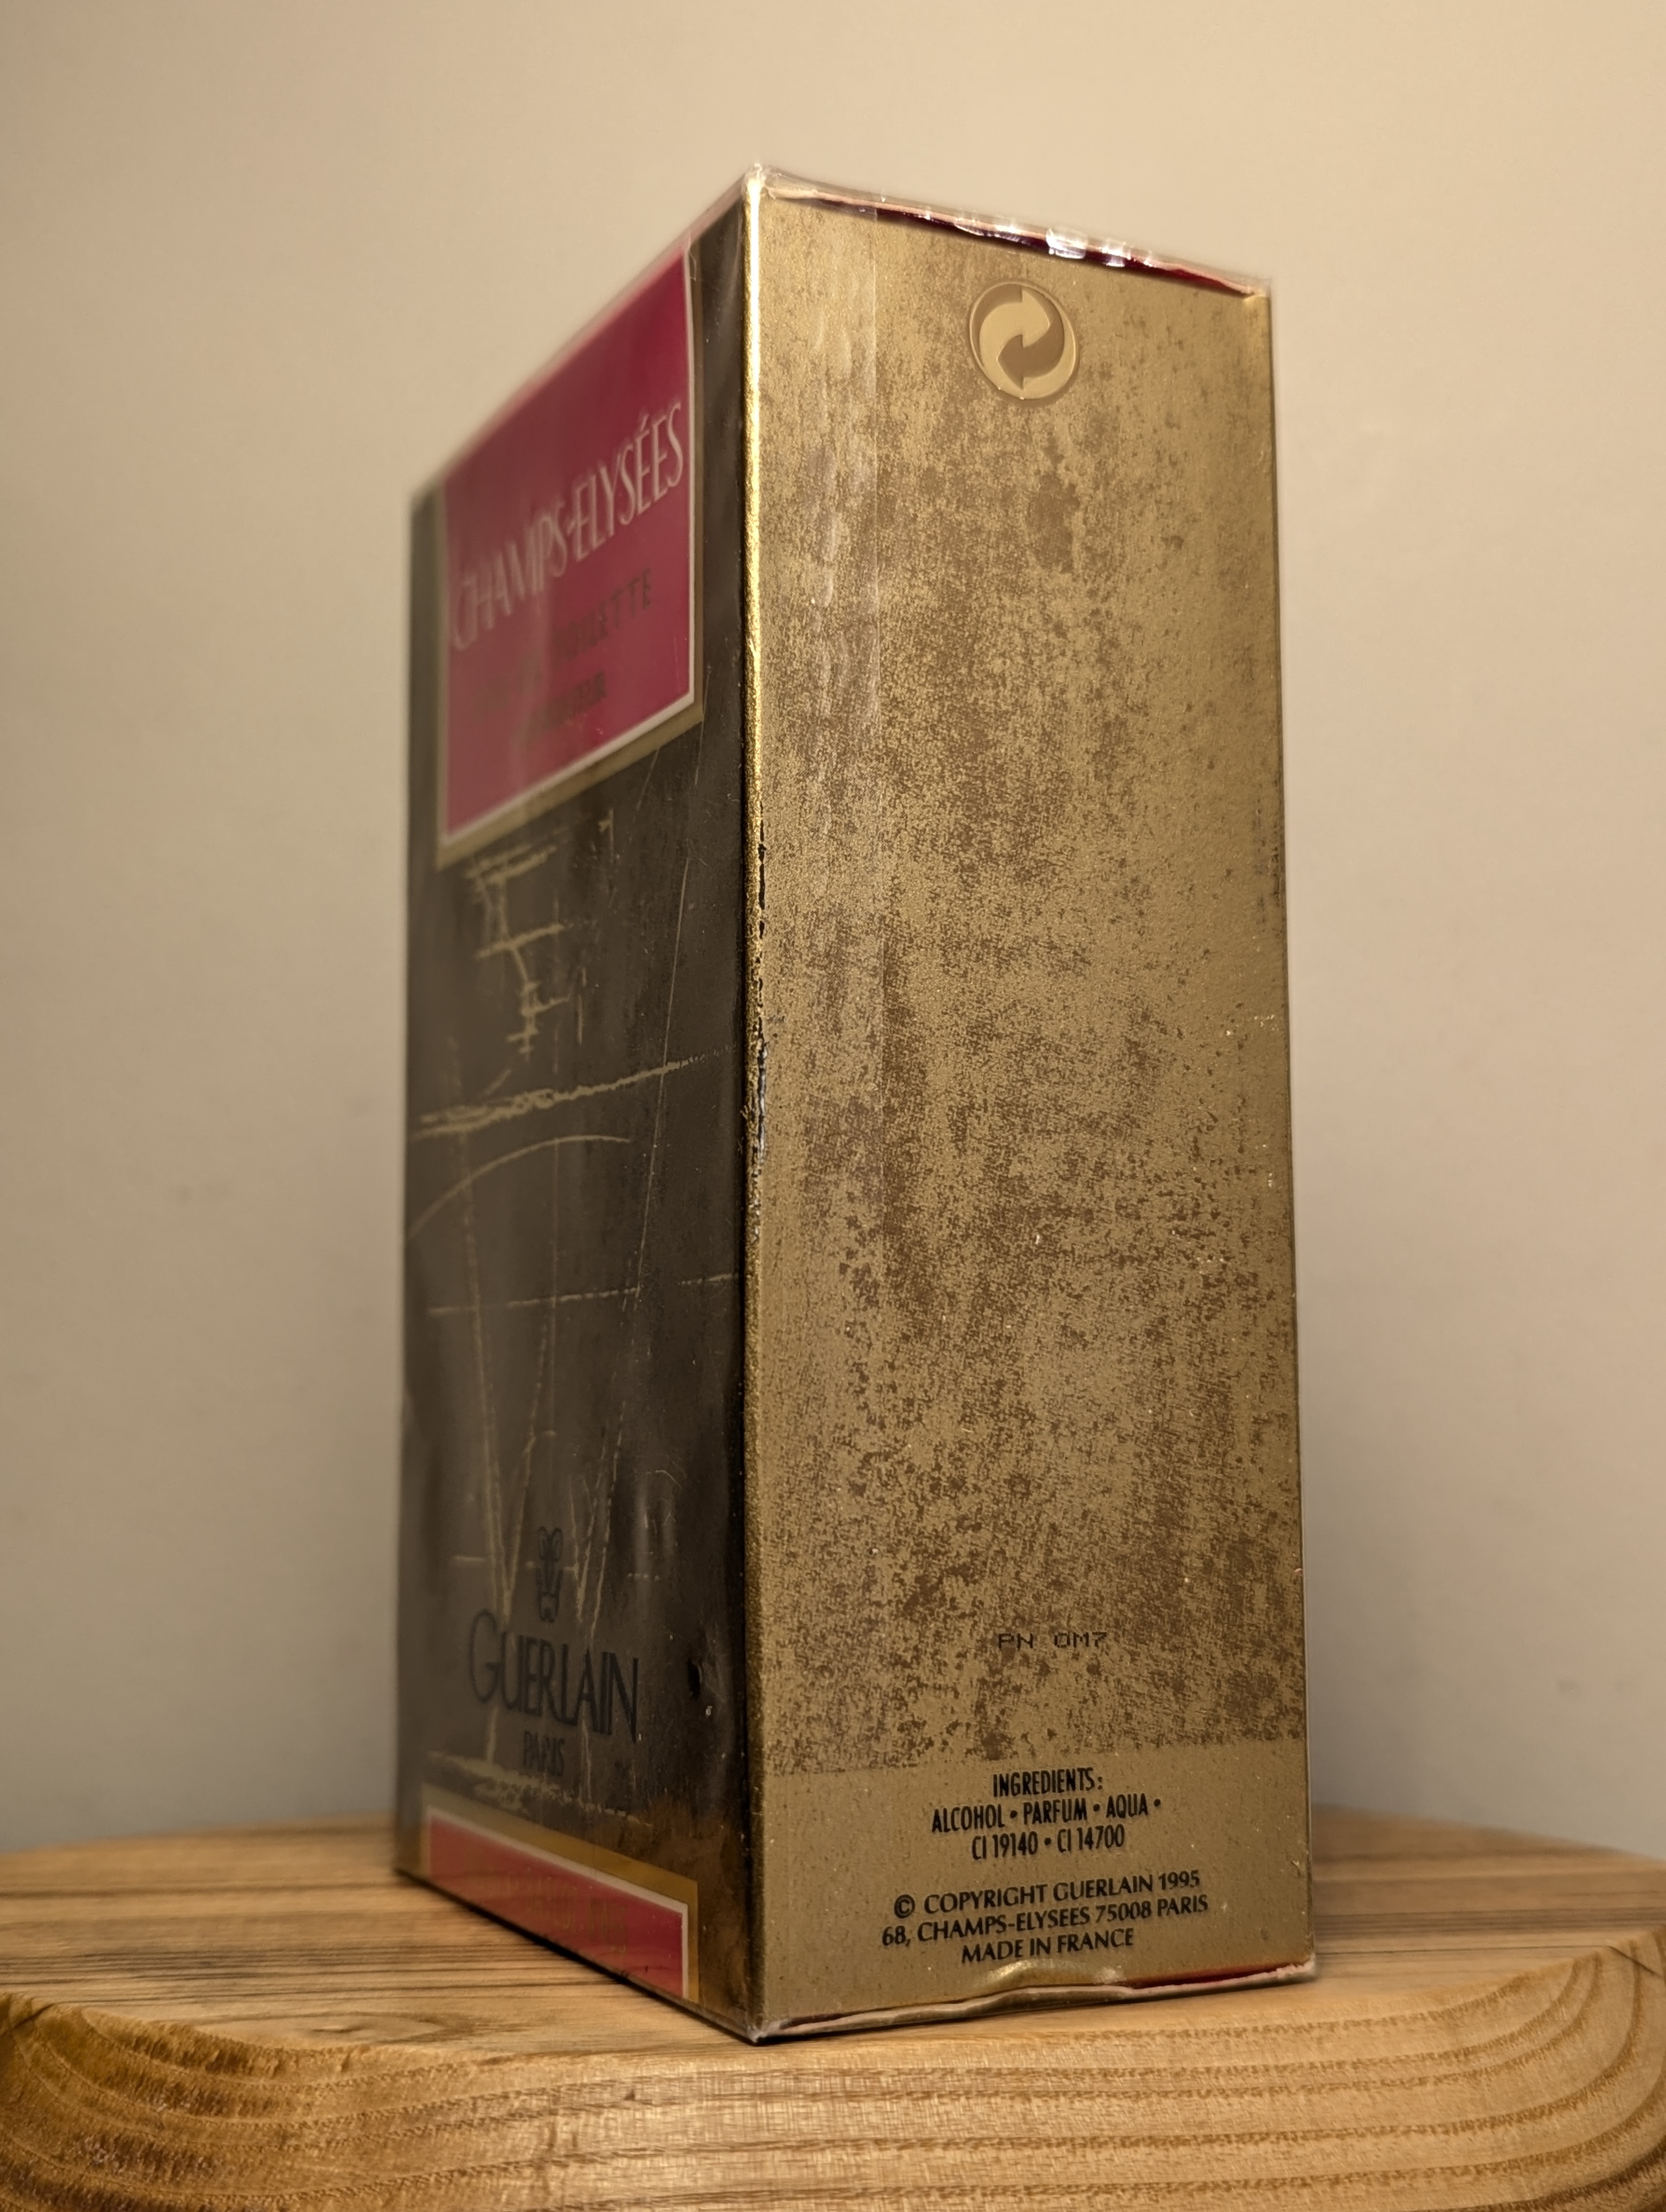 CHAMPS-ELYSÉES
TOILETTE
GUERLAIN
PARIS
PN 0M7
INGREDIENTS:
ALCOHOL • PARFUM • AQUA •
CI 19140 • CI 14700
© COPYRIGHT GUERLAIN 1995
68, CHAMPS-ELYSEES 75008 PARIS
MADE IN FRANCE